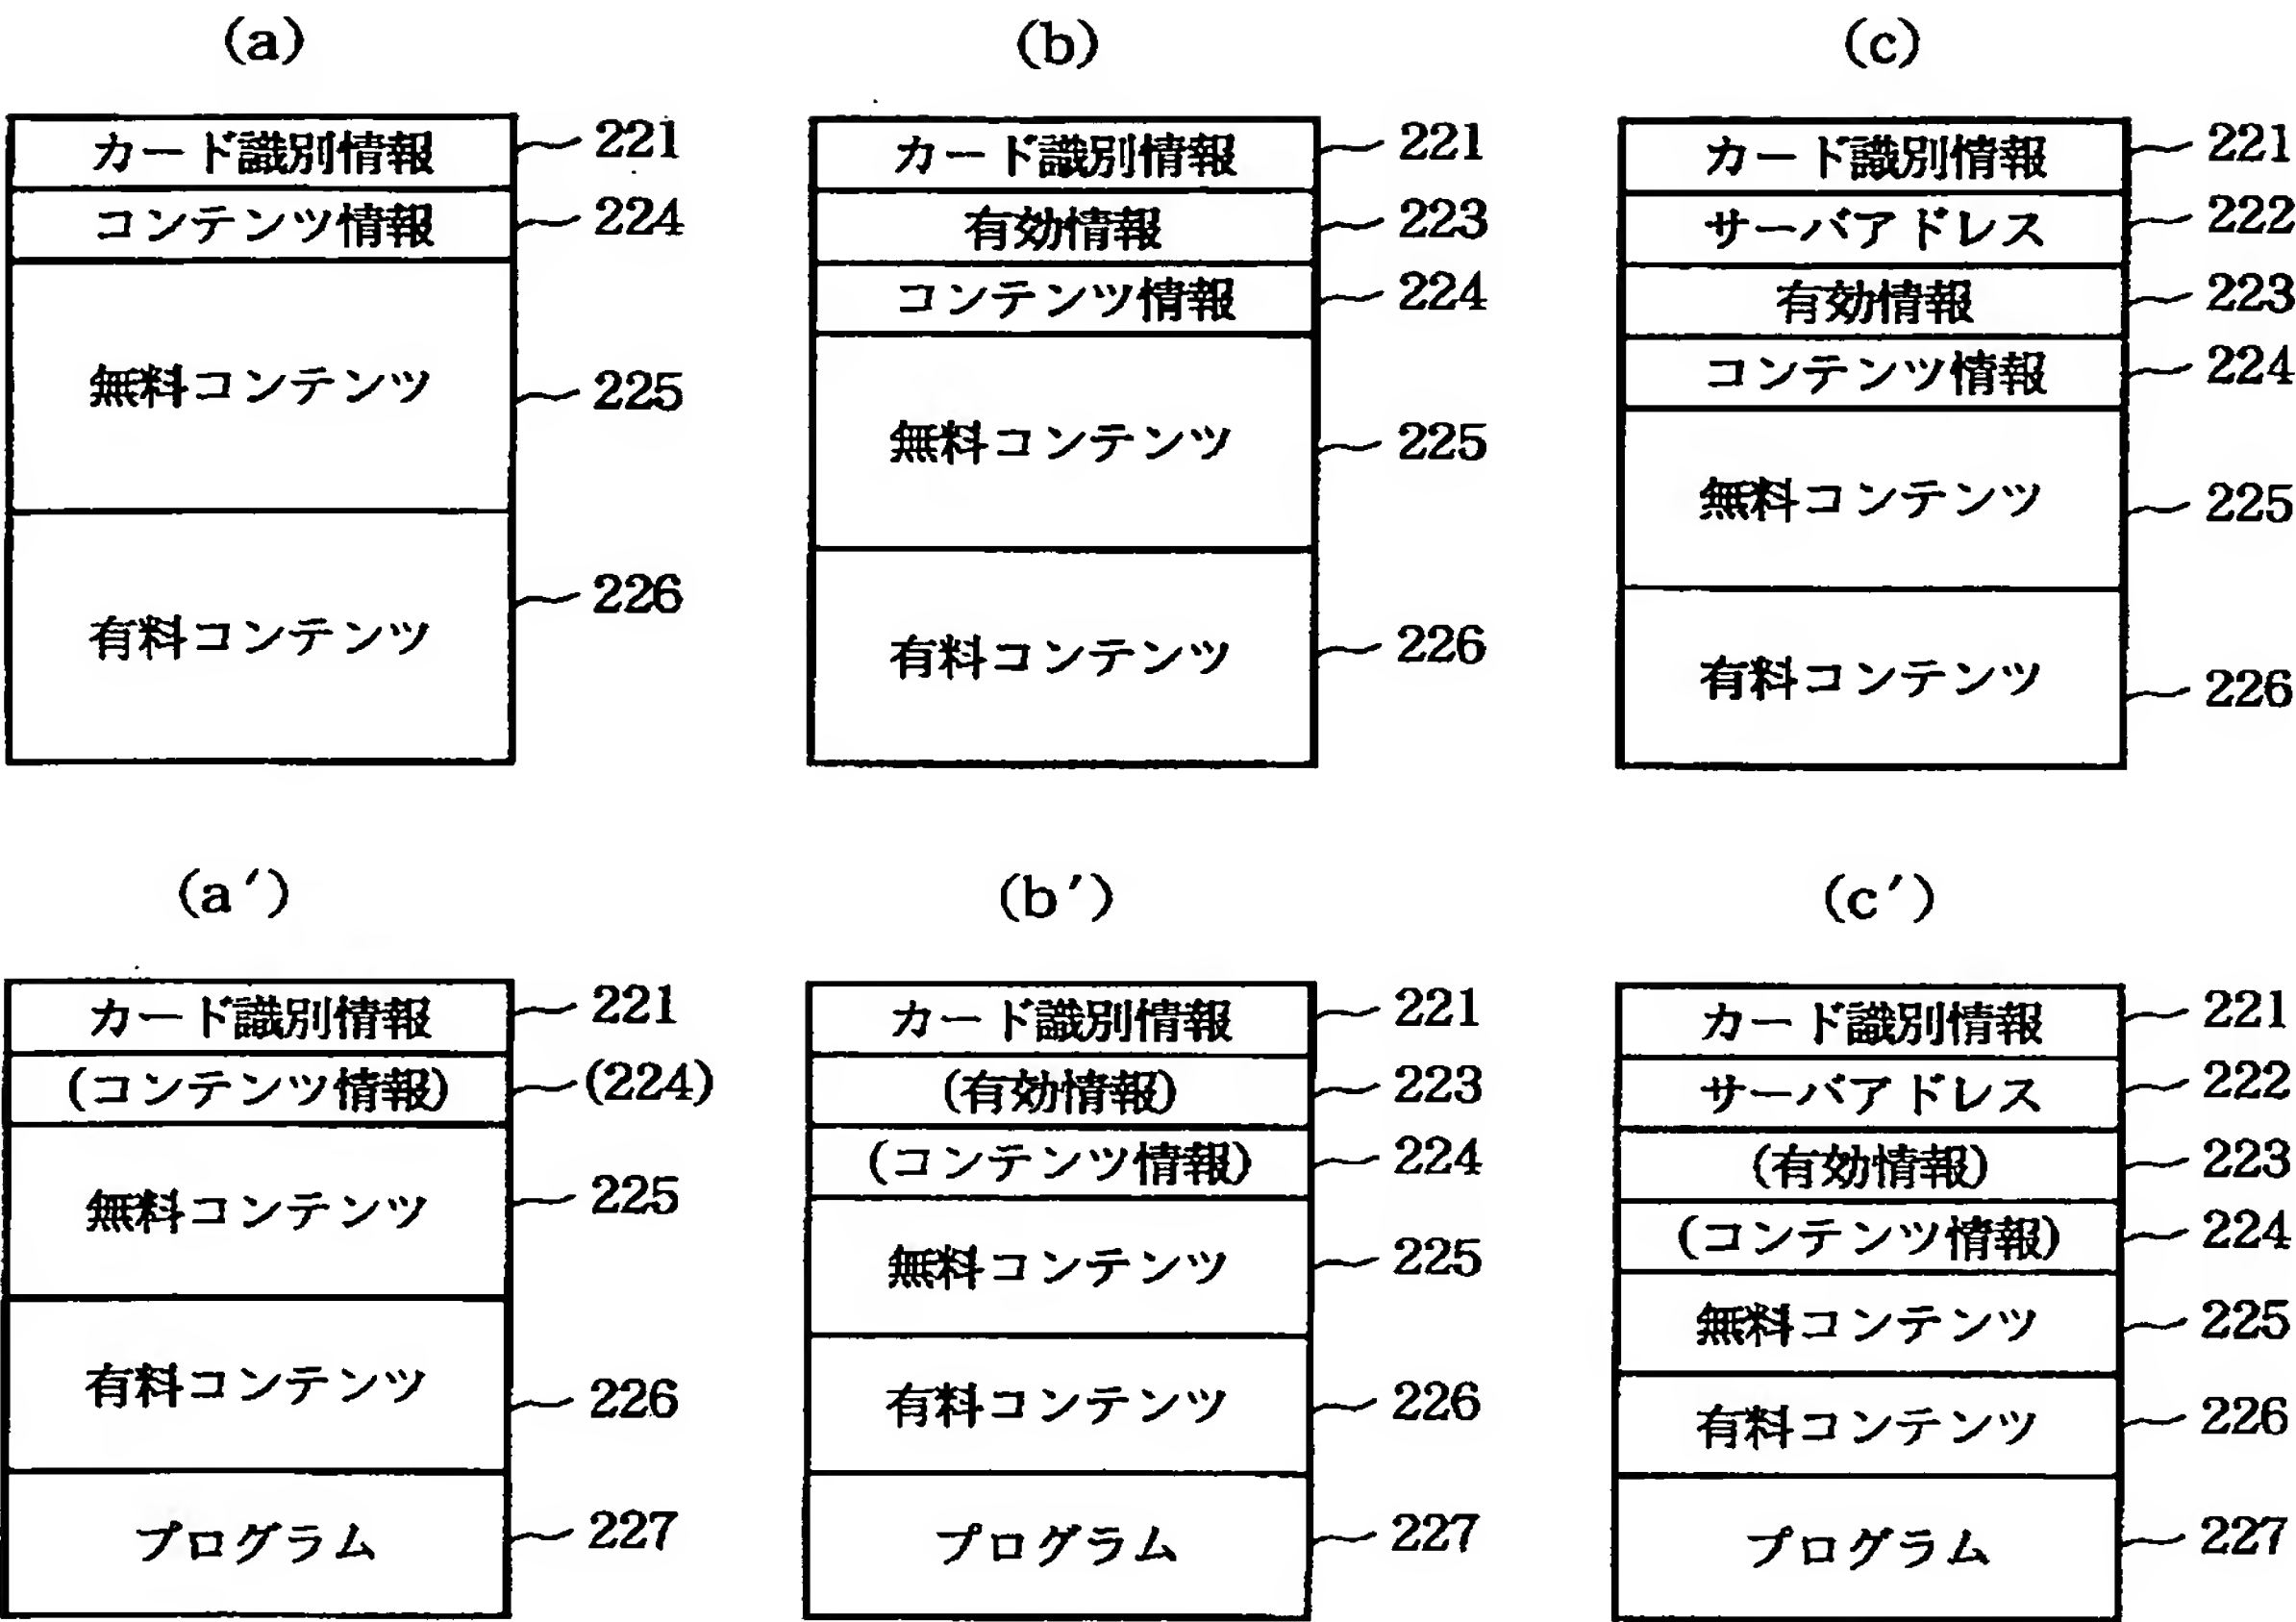 (a)
カード識別情報 221
コンテンツ情報 224
無料コンテンツ 225
有料コンテンツ 226
(b)
カード識別情報 221
有効情報 223
コンテンツ情報 224
無料コンテンツ 225
有料コンテンツ 226
(c)
カード識別情報 221
サーバアドレス 222
有効情報 223
コンテンツ情報 224
無料コンテンツ 225
有料コンテンツ 226
(a′)
カード識別情報 221
(コンテンツ情報) (224)
無料コンテンツ 225
有料コンテンツ 226
プログラム 227
(b′)
カード識別情報 221
(有効情報) 223
(コンテンツ情報) 224
無料コンテンツ 225
有料コンテンツ 226
プログラム 227
(c′)
カード識別情報 221
サーバアドレス 222
(有効情報) 223
(コンテンツ情報) 224
無料コンテンツ 225
有料コンテンツ 226
プログラム 227